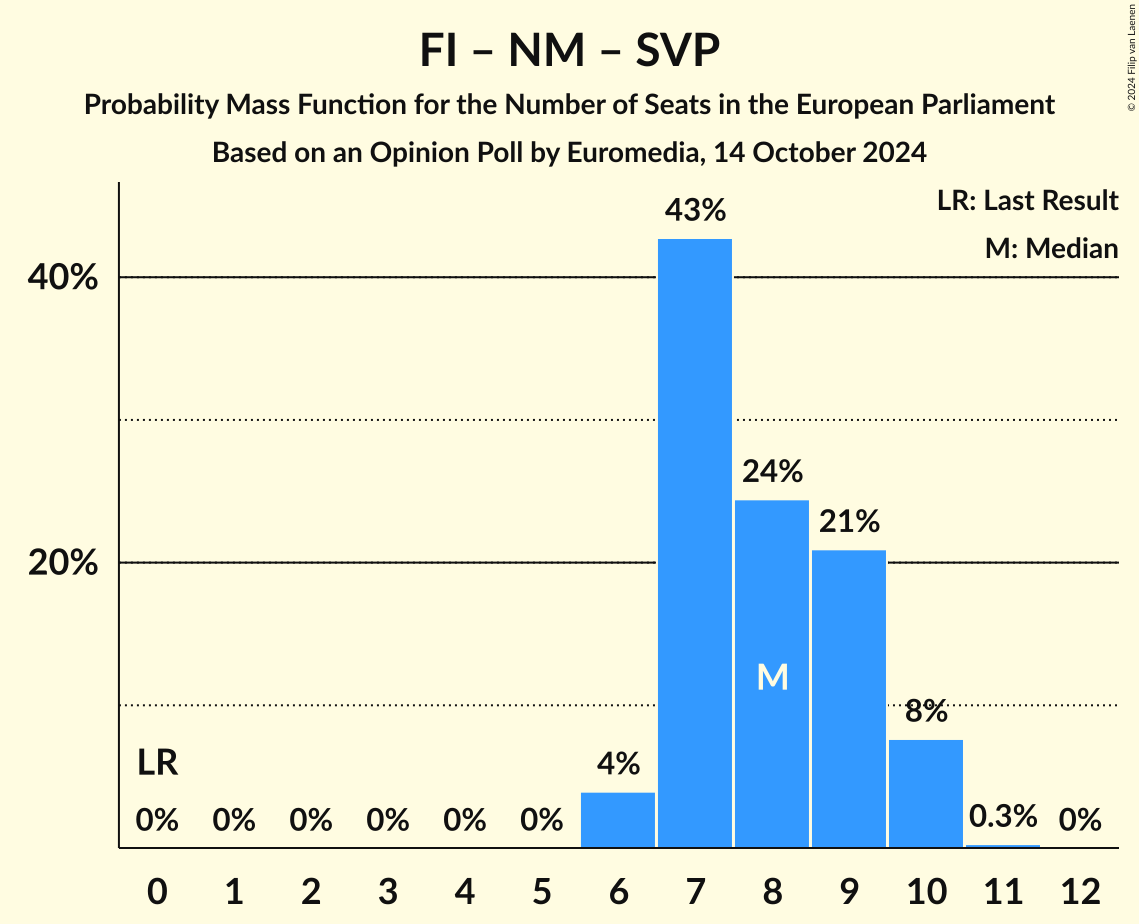 FI – NM – SVP
Probability Mass Function for the Number of Seats in the European Parliament
Based on an Opinion Poll by Euromedia, 14 October 2024
© 2024 Filip van Laenen
LR: Last Result
M: Median
40%
20%
43%
24%
21%
M
8%
LR
4%
0% 0% 0% 0% 0% 0% 0.3% 0%
0 1 2 3 4 5 6 7 8 9 10 11 12